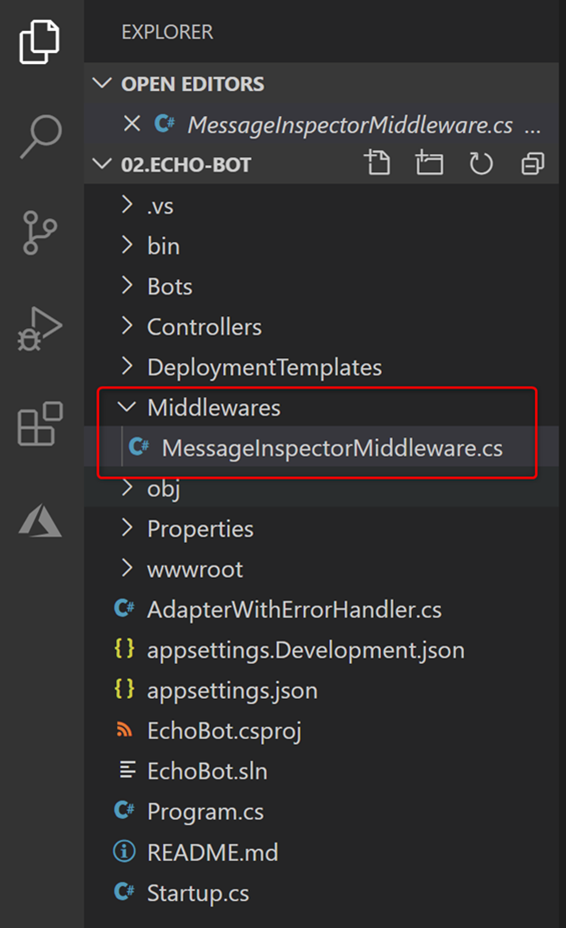 EXPLORER
OPEN EDITORS
C# MessageInspectorMiddleware.cs ...
02.ECHO-BOT
.vs
bin
Bots
Controllers
DeploymentTemplates
Middlewares
C# MessageInspectorMiddleware.cs
obj
Properties
wwwroot
C# AdapterWithErrorHandler.cs
{} appsettings.Development.json
{} appsettings.json
EchoBot.csproj
EchoBot.sln
C# Program.cs
README.md
C# Startup.cs